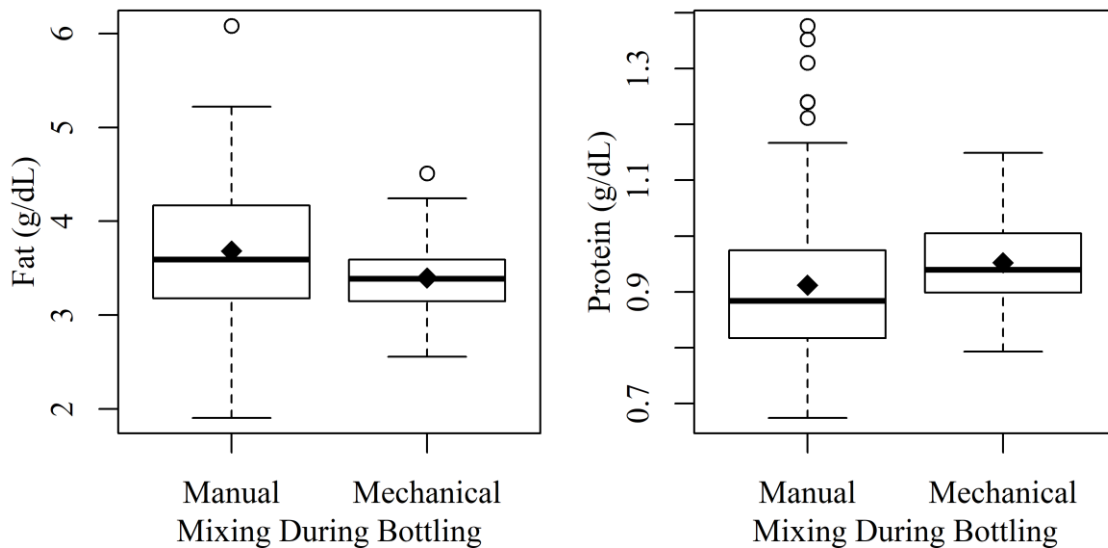 Fat (g/dL)
6
5
4
3
2
Manual Mechanical
Mixing During Bottling
Protein (g/dL)
1.3
1.1
0.9
0.7
Manual Mechanical
Mixing During Bottling